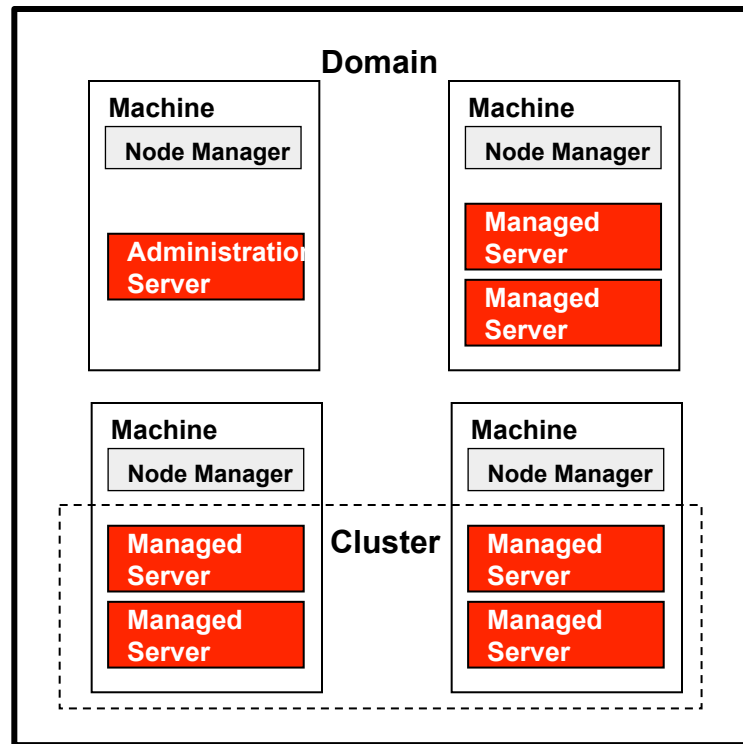 Domain
Machine
Node Manager
Administration
Server
Machine
Node Manager
Managed
Server
Managed
Server
Machine
Node Manager
Managed
Server
Managed
Server
Cluster
Machine
Node Manager
Managed
Server
Managed
Server